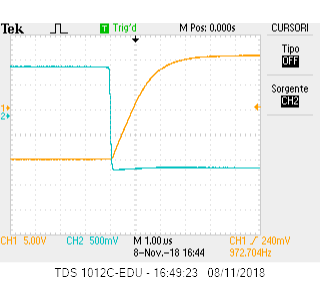 Tek T Trig'd M Pos: 0.000s CURSORI
Tipo
OFF
Sorgente
CH2
1
2
CH1 5.00V CH2 500mV M 1.00µs CH1 / 240mV
8-Nov.-18 16:44 972.704Hz
TDS 1012C-EDU - 16:49:23 08/11/2018